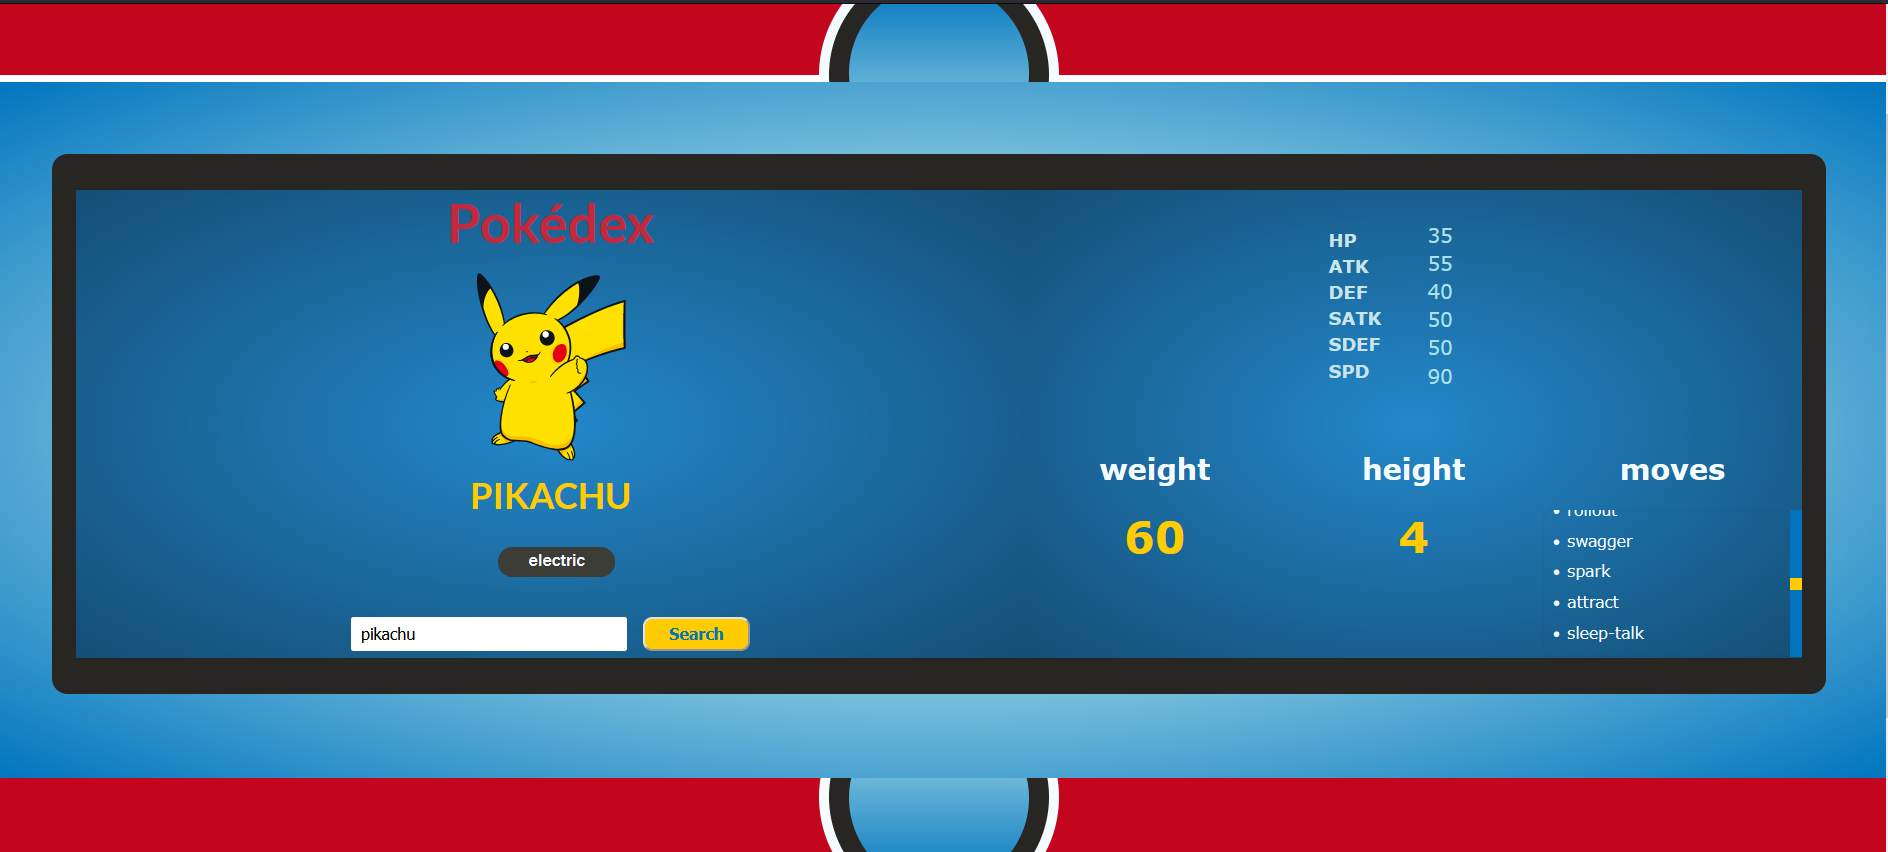 Pokédex
PIKACHU
electric
pikachu
Search
HP 35
ATK 55
DEF 40
SATK 50
SDEF 50
SPD 90
weight
60
height
4
moves
• rollout
• swagger
• spark
• attract
• sleep-talk